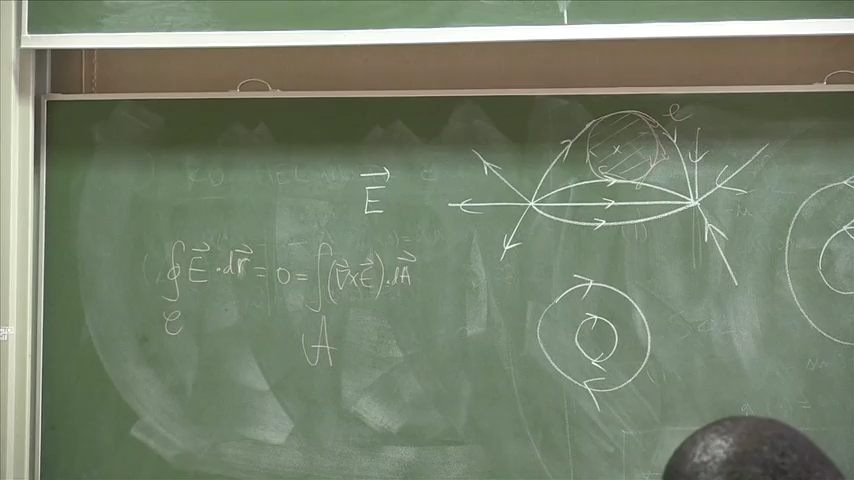 𝒞
E⃗
∮ E⃗ · dr⃗ = 0 = ∫ (∇⃗ x E⃗) · dA⃗
𝒞 A